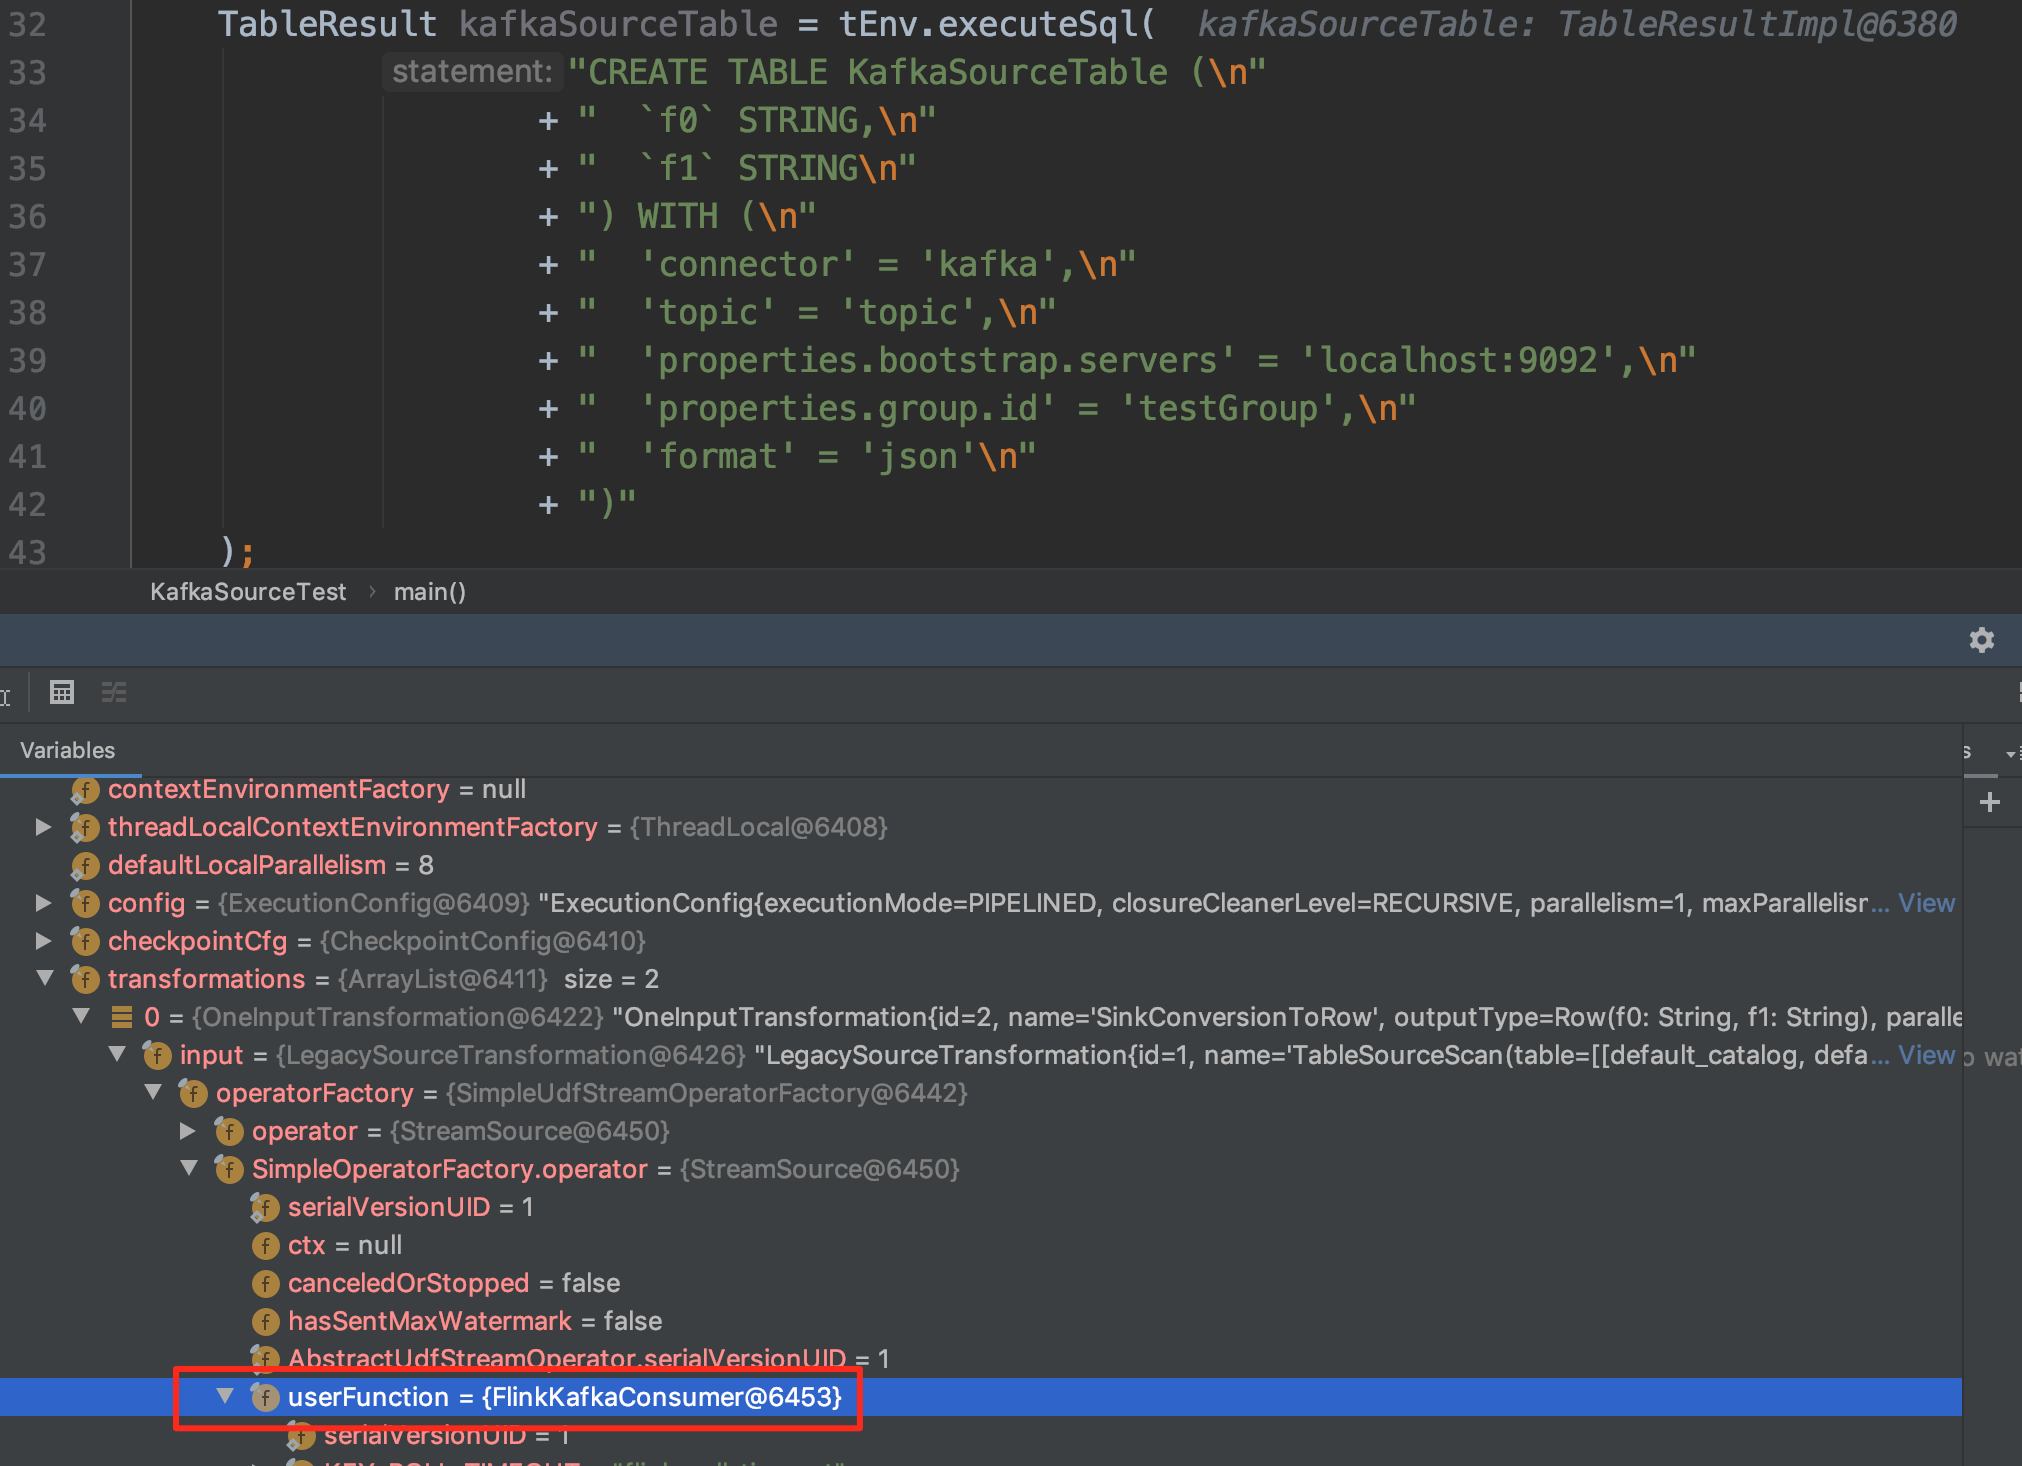 32 TableResult kafkaSourceTable = tEnv.executeSql( kafkaSourceTable: TableResultImpl@6380
33 statement: "CREATE TABLE KafkaSourceTable (\n"
34 + "  `f0` STRING,\n"
35 + "  `f1` STRING\n"
36 + ") WITH (\n"
37 + "  'connector' = 'kafka',\n"
38 + "  'topic' = 'topic',\n"
39 + "  'properties.bootstrap.servers' = 'localhost:9092',\n"
40 + "  'properties.group.id' = 'testGroup',\n"
41 + "  'format' = 'json'\n"
42 + ")"
43 );
KafkaSourceTest › main()
Variables
contextEnvironmentFactory = null
threadLocalContextEnvironmentFactory = {ThreadLocal@6408}
defaultLocalParallelism = 8
config = {ExecutionConfig@6409} "ExecutionConfig{executionMode=PIPELINED, closureCleanerLevel=RECURSIVE, parallelism=1, maxParallelisr... View
checkpointCfg = {CheckpointConfig@6410}
transformations = {ArrayList@6411} size = 2
0 = {OneInputTransformation@6422} "OneInputTransformation{id=2, name='SinkConversionToRow', outputType=Row(f0: String, f1: String), paralle
input = {LegacySourceTransformation@6426} "LegacySourceTransformation{id=1, name='TableSourceScan(table=[[default_catalog, defa... View
operatorFactory = {SimpleUdfStreamOperatorFactory@6442}
operator = {StreamSource@6450}
SimpleOperatorFactory.operator = {StreamSource@6450}
serialVersionUID = 1
ctx = null
canceledOrStopped = false
hasSentMaxWatermark = false
AbstractUdfStreamOperator.serialVersionUID = 1
userFunction = {FlinkKafkaConsumer@6453}
serialVersionUID = 1